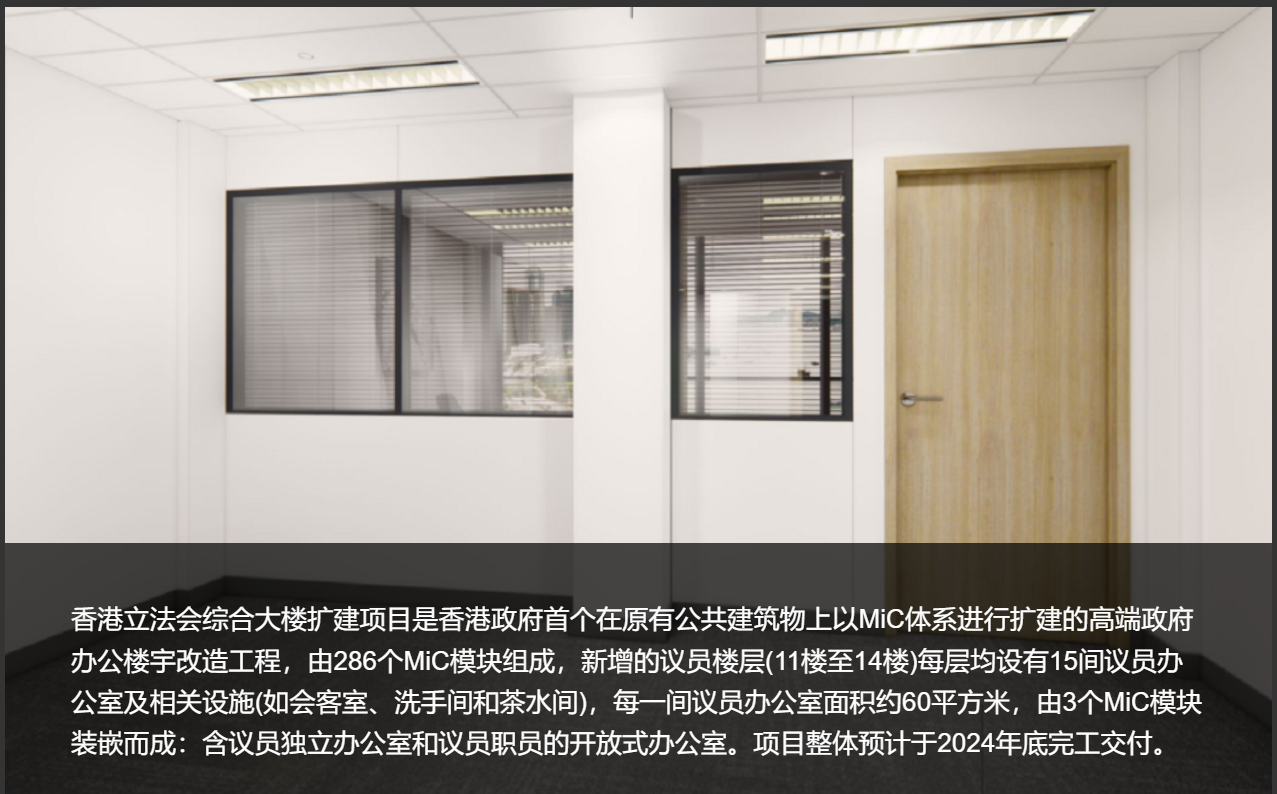 香港立法会综合大楼扩建项目是香港政府首个在原有公共建筑物上以MiC体系进行扩建的高端政府
办公楼宇改造工程，由286个MiC模块组成，新增的议员楼层(11楼至14楼)每层均设有15间议员办
公室及相关设施(如会客室、洗手间和茶水间)，每一间议员办公室面积约60平方米，由3个MiC模块
装嵌而成：含议员独立办公室和议员职员的开放式办公室。项目整体预计于2024年底完工交付。